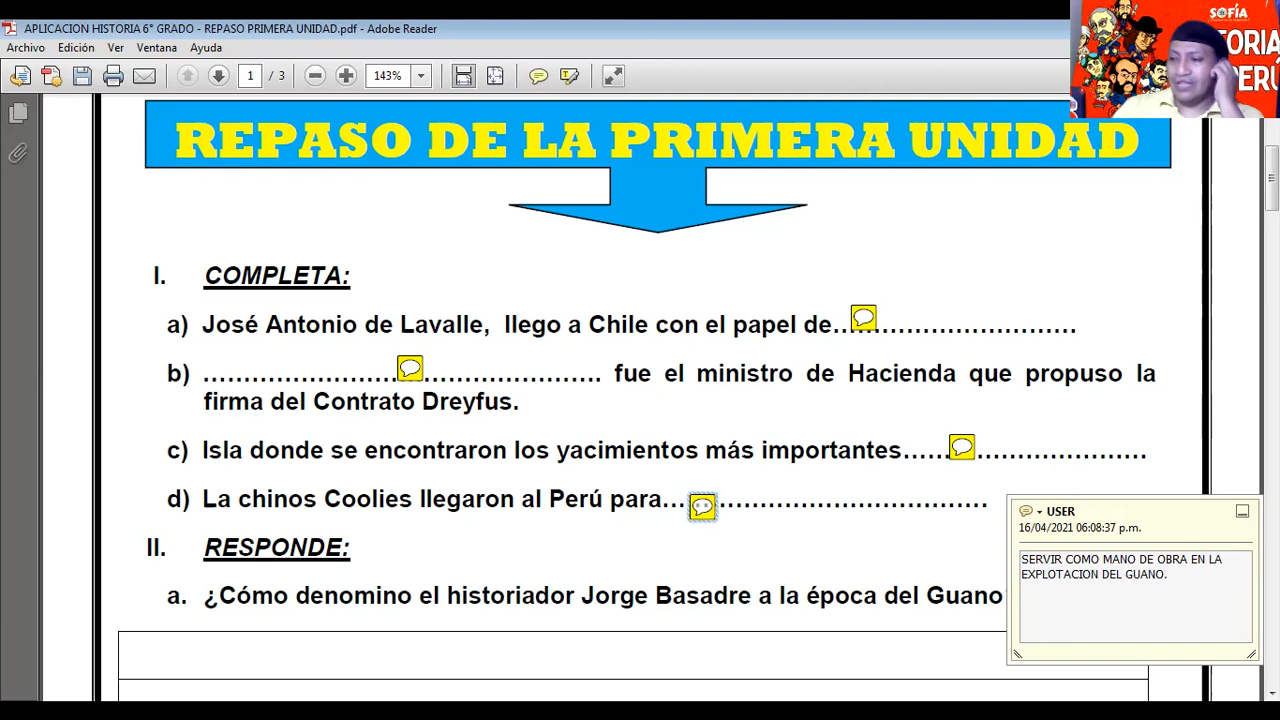 APLICACION HISTORIA 6° GRADO - REPASO PRIMERA UNIDAD.pdf - Adobe Reader
Archivo Edición Ver Ventana Ayuda
1 / 3 143%
SOFÍA
TORIA
PERÚ
REPASO DE LA PRIMERA UNIDAD
I. COMPLETA:
a) José Antonio de Lavalle, llego a Chile con el papel de…………………………
b) ………………………………………… fue el ministro de Hacienda que propuso la
firma del Contrato Dreyfus.
c) Isla donde se encontraron los yacimientos más importantes…………………………
d) La chinos Coolies llegaron al Perú para…………………………………
USER
16/04/2021 06:08:37 p.m.
SERVIR COMO MANO DE OBRA EN LA
EXPLOTACION DEL GUANO.
II. RESPONDE:
a. ¿Cómo denomino el historiador Jorge Basadre a la época del Guano